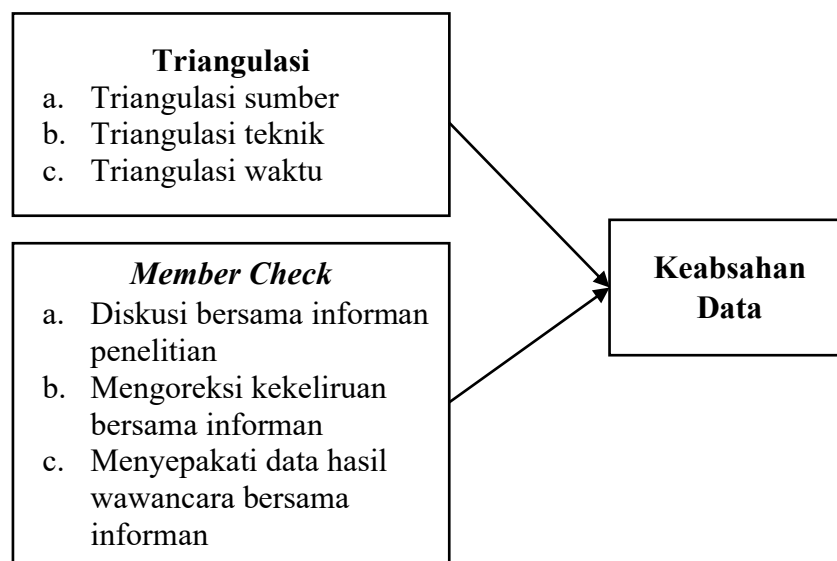 Triangulasi
a. Triangulasi sumber
b. Triangulasi teknik
c. Triangulasi waktu
Member Check
a. Diskusi bersama informan
penelitian
b. Mengoreksi kekeliruan
bersama informan
c. Menyepakati data hasil
wawancara bersama
informan
Keabsahan
Data